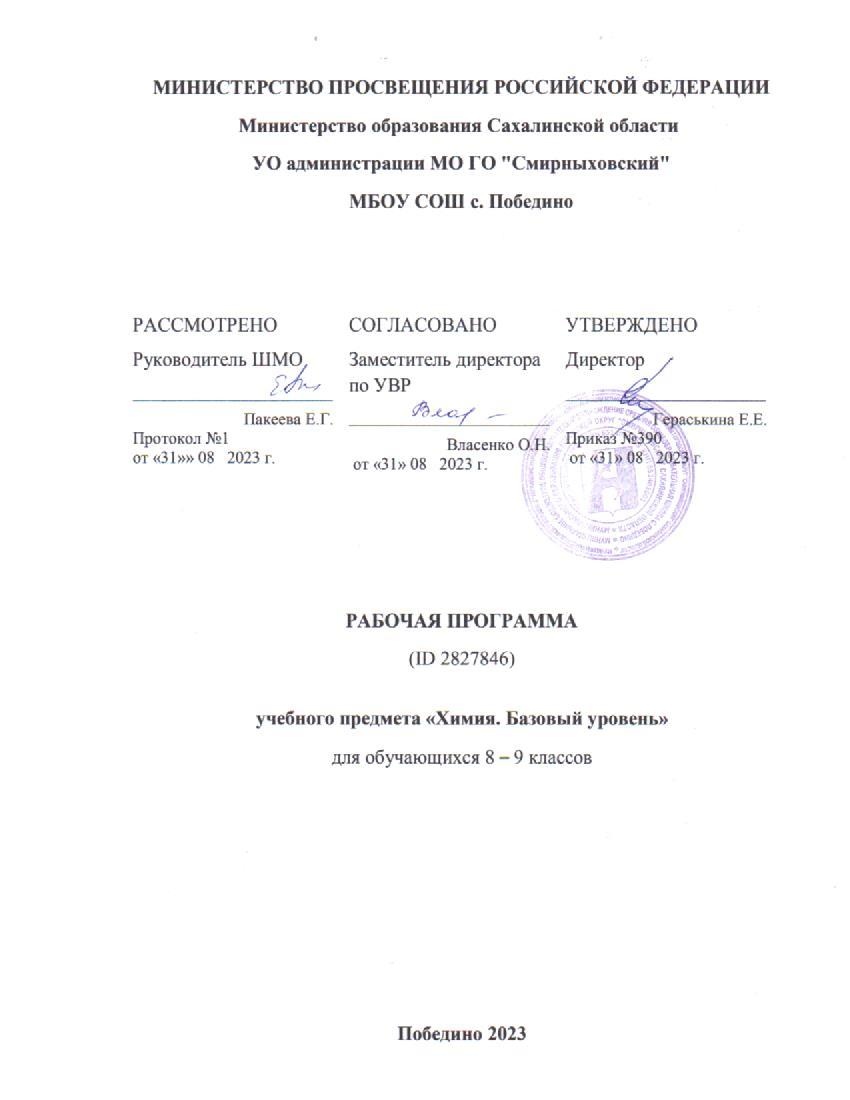 МИНИСТЕРСТВО ПРОСВЕЩЕНИЯ РОССИЙСКОЙ ФЕДЕРАЦИИ
Министерство образования Сахалинской области
УО администрации МО ГО "Смирныховский"
МБОУ СОШ с. Победино
РАССМОТРЕНО
Руководитель ШМО
Пакеева Е.Г.
Протокол №1
от «31»» 08 2023 г.
СОГЛАСОВАНО
Заместитель директора
по УВР
Власенко О.Н.
от «31» 08 2023 г.
УТВЕРЖДЕНО
Директор
Гераськина Е.Е.
Приказ №390
от «31» 08 2023 г.
РАБОЧАЯ ПРОГРАММА
(ID 2827846)
учебного предмета «Химия. Базовый уровень»
для обучающихся 8 – 9 классов
Победино 2023